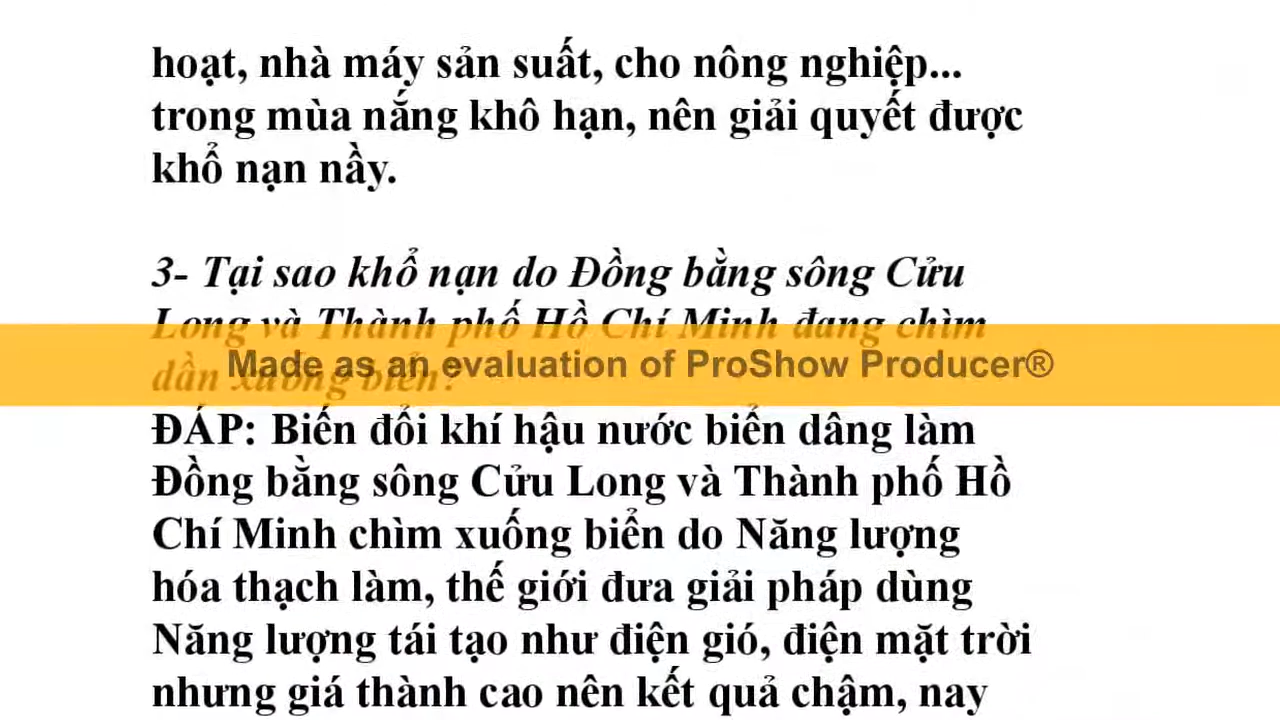 hoạt, nhà máy sản suất, cho nông nghiệp...
trong mùa nắng khô hạn, nên giải quyết được
khổ nạn nầy.
3- Tại sao khổ nạn do Đồng bằng sông Cửu
Long và Thành phố Hồ Chí Minh đang chìm
dần xuống biển?
Made as an evaluation of ProShow Producer®
ĐÁP: Biến đổi khí hậu nước biển dâng làm
Đồng bằng sông Cửu Long và Thành phố Hồ
Chí Minh chìm xuống biển do Năng lượng
hóa thạch làm, thế giới đưa giải pháp dùng
Năng lượng tái tạo như điện gió, điện mặt trời
nhưng giá thành cao nên kết quả chậm, nay